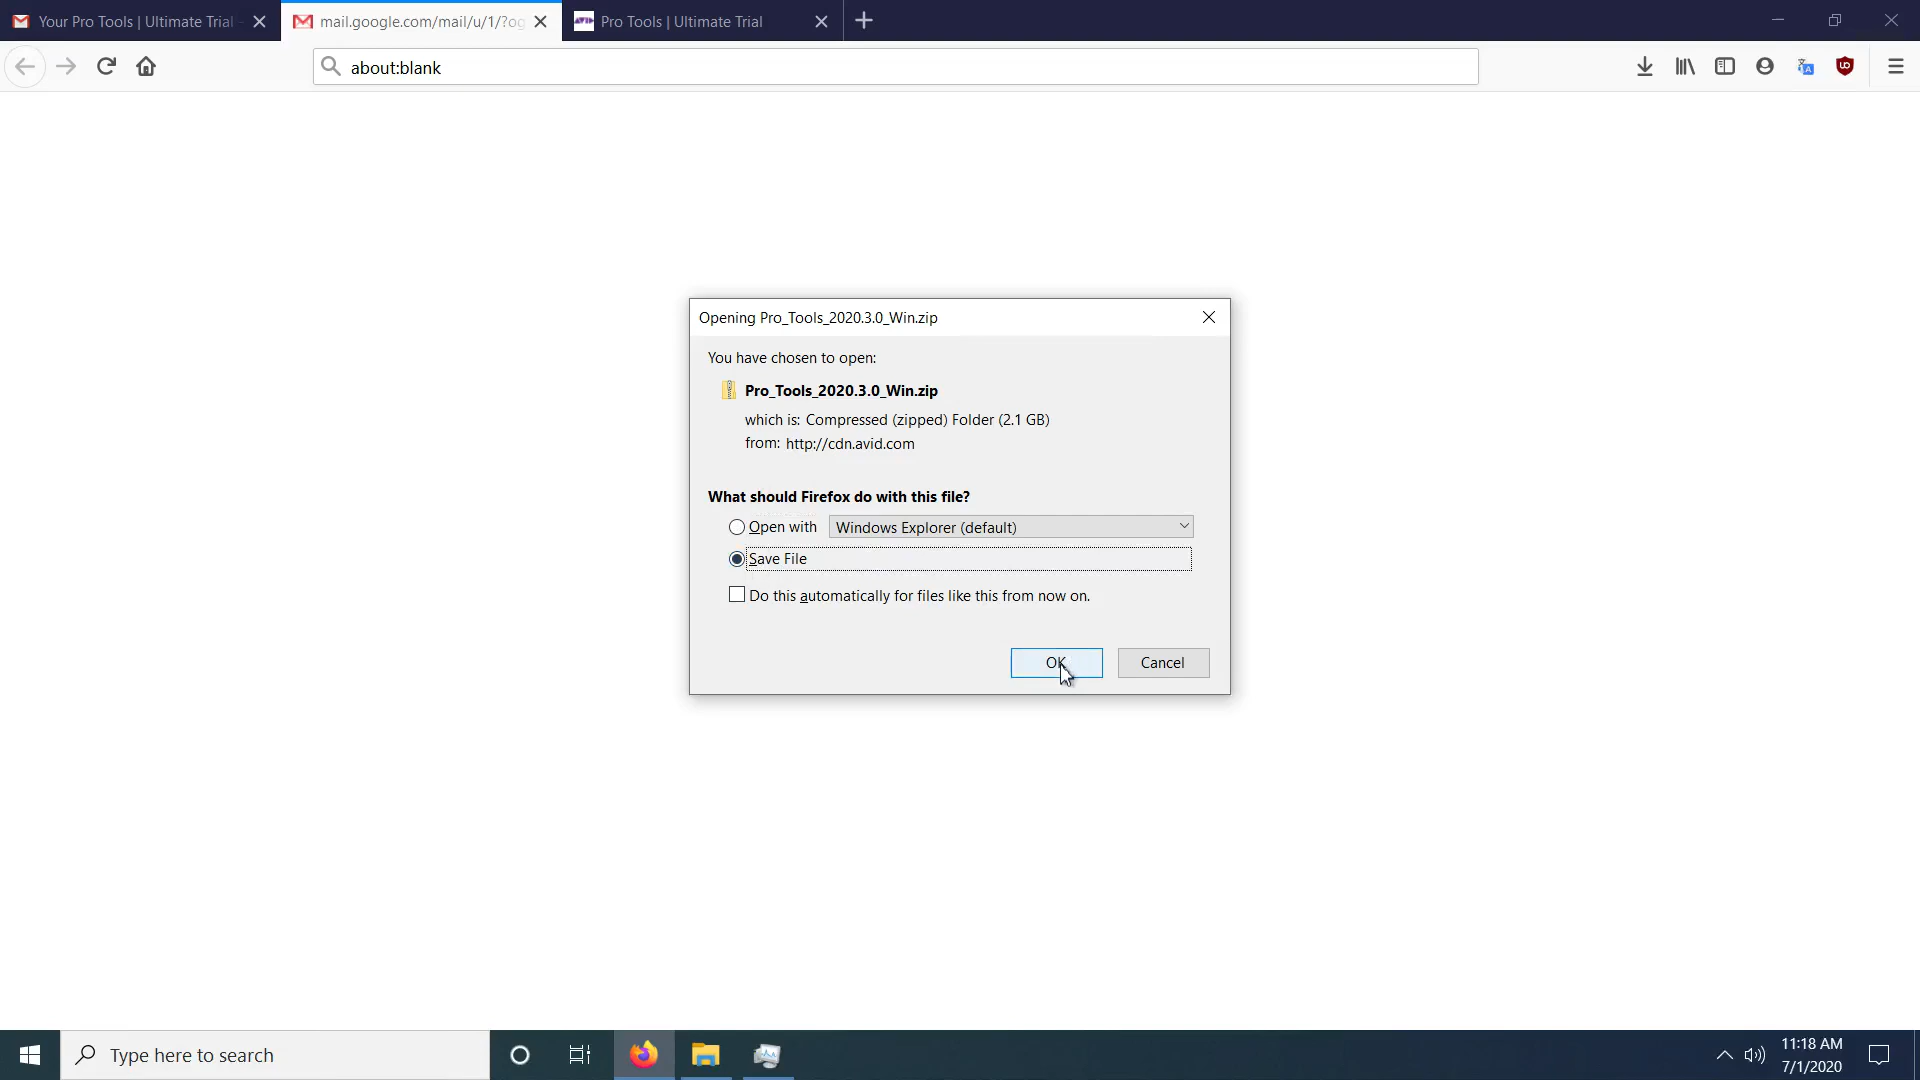 Your Pro Tools | Ultimate Trial -
mail.google.com/mail/u/1/?og
AVID
Pro Tools | Ultimate Trial
about:blank
Opening Pro_Tools_2020.3.0_Win.zip
You have chosen to open:
Pro_Tools_2020.3.0_Win.zip
which is: Compressed (zipped) Folder (2.1 GB)
from: http://cdn.avid.com
What should Firefox do with this file?
Open with
Windows Explorer (default)
Save File
Do this automatically for files like this from now on.
OK
Cancel
Type here to search
11:18 AM
7/1/2020